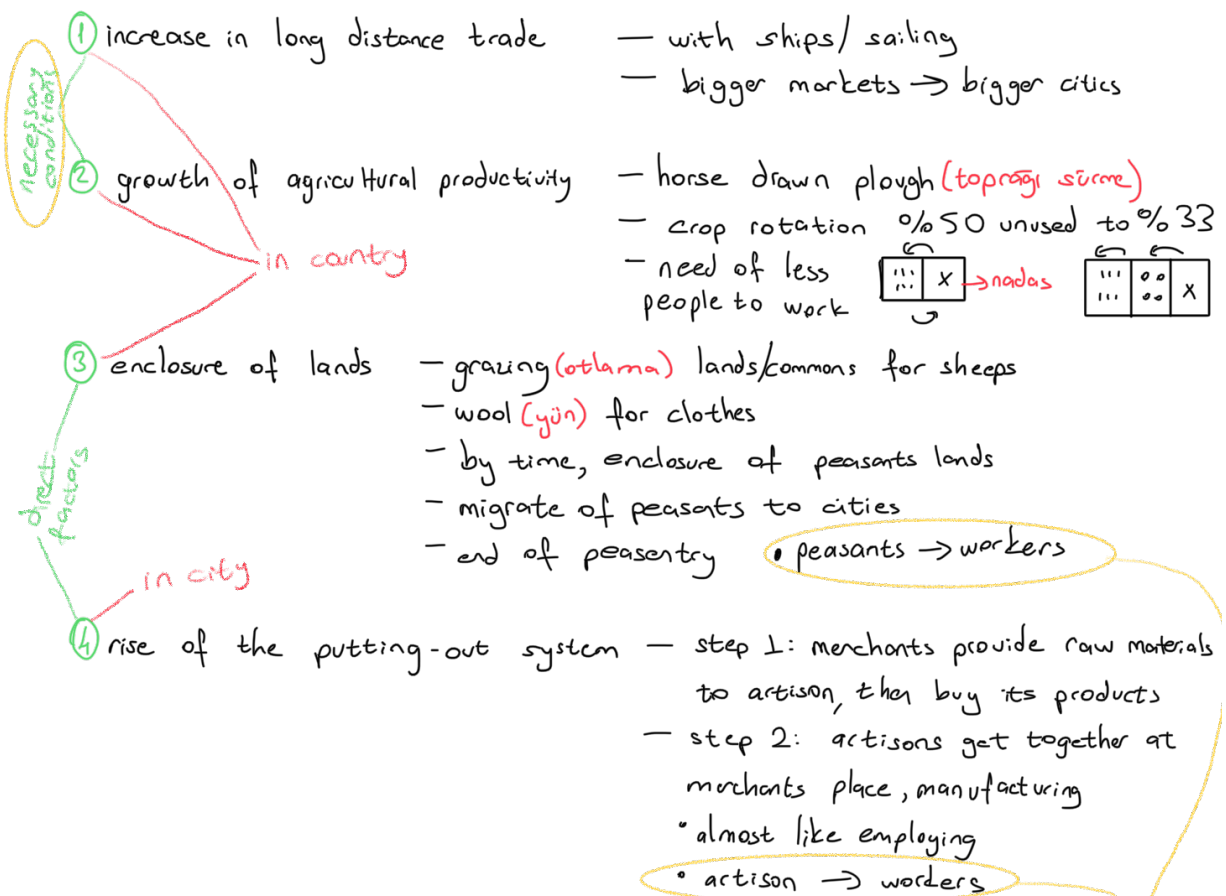 ① increase in long distance trade — with ships/sailing
— bigger markets → bigger cities
necessary conditions
② growth of agricultural productivity — horse drawn plough (toprağı sürme)
— crop rotation %50 unused to %33
in country
— need of less people to work
X → nadas
X
③ enclosure of lands — grazing (otlama) lands/commons for sheeps
— wool (yün) for clothes
— by time, enclosure of peasants lands
direct factors
— migrate of peasants to cities
— end of peasentry • peasants → workers
in city
④ rise of the putting-out system — step 1: merchants provide raw materials
to artison, then buy its products
— step 2: artisons get together at
merchants place, manufacturing
• almost like employing
• artison → workers